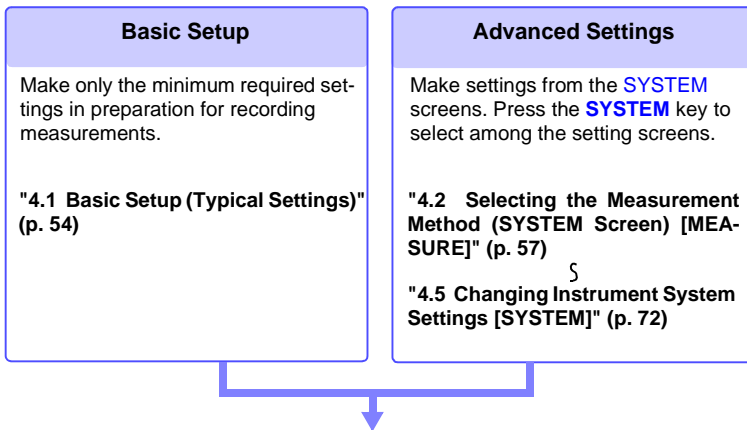 Basic Setup
Make only the minimum required set-
tings in preparation for recording
measurements.
"4.1 Basic Setup (Typical Settings)"
(p. 54)
Advanced Settings
Make settings from the SYSTEM
screens. Press the SYSTEM key to
select among the setting screens.
"4.2 Selecting the Measurement
Method (SYSTEM Screen) [MEA-
SURE]" (p. 57)
"4.5 Changing Instrument System
Settings [SYSTEM]" (p. 72)